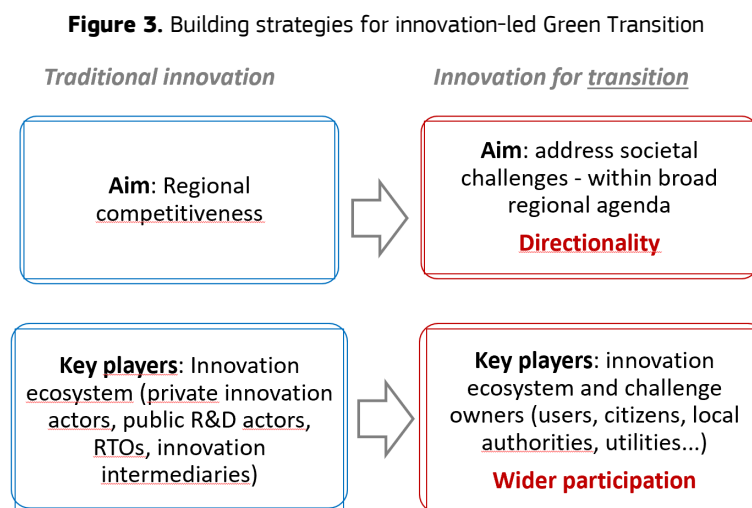 Figure 3. Building strategies for innovation-led Green Transition
Traditional innovation
Innovation for transition
Aim: Regional
competitiveness
Aim: address societal
challenges - within broad
regional agenda
Directionality
Key players: Innovation
ecosystem (private innovation
actors, public R&D actors,
RTOs, innovation
intermediaries)
Key players: innovation
ecosystem and challenge
owners (users, citizens, local
authorities, utilities...)
Wider participation